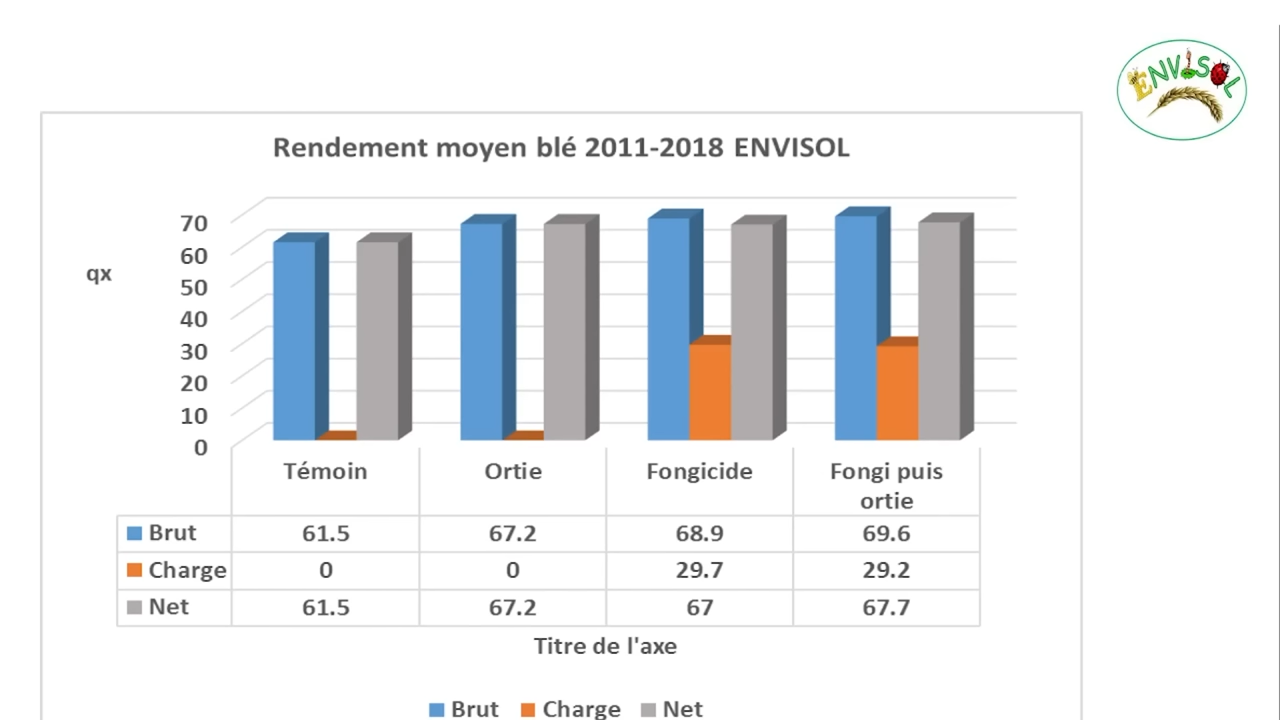 ENVISOL
Rendement moyen blé 2011-2018 ENVISOL
70
60
50
40
30
20
10
0
qx
Témoin Ortie Fongicide Fongi puis
ortie
Brut 61.5 67.2 68.9 69.6
Charge 0 0 29.7 29.2
Net 61.5 67.2 67 67.7
Titre de l'axe
Brut Charge Net